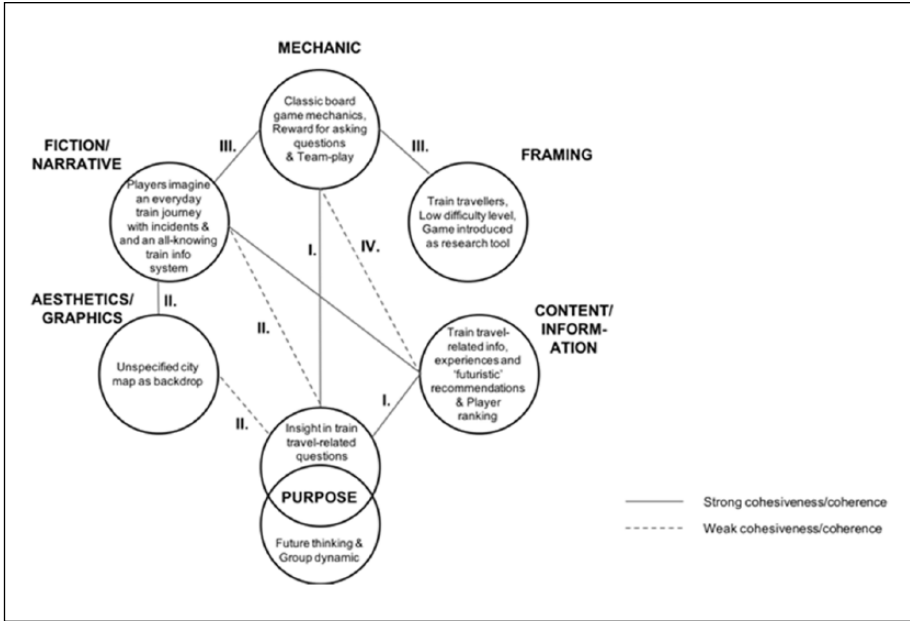 MECHANIC
Classic board
game mechanics,
Reward for asking
questions
& Team-play
FICTION/
NARRATIVE
III.
III.
FRAMING
Players imagine
an everyday
train journey
with incidents &
and an all-knowing
train info
system
Train travellers,
Low difficulty level,
Game introduced
as research tool
I.
IV.
AESTHETICS/
GRAPHICS
II.
II.
CONTENT/
INFORM-
ATION
Unspecified city
map as backdrop
Train travel-
related info,
experiences and
‘futuristic’
recommendations
& Player
ranking
II.
I.
Insight in train
travel-related
questions
PURPOSE
Future thinking &
Group dynamic
Strong cohesiveness/coherence
Weak cohesiveness/coherence